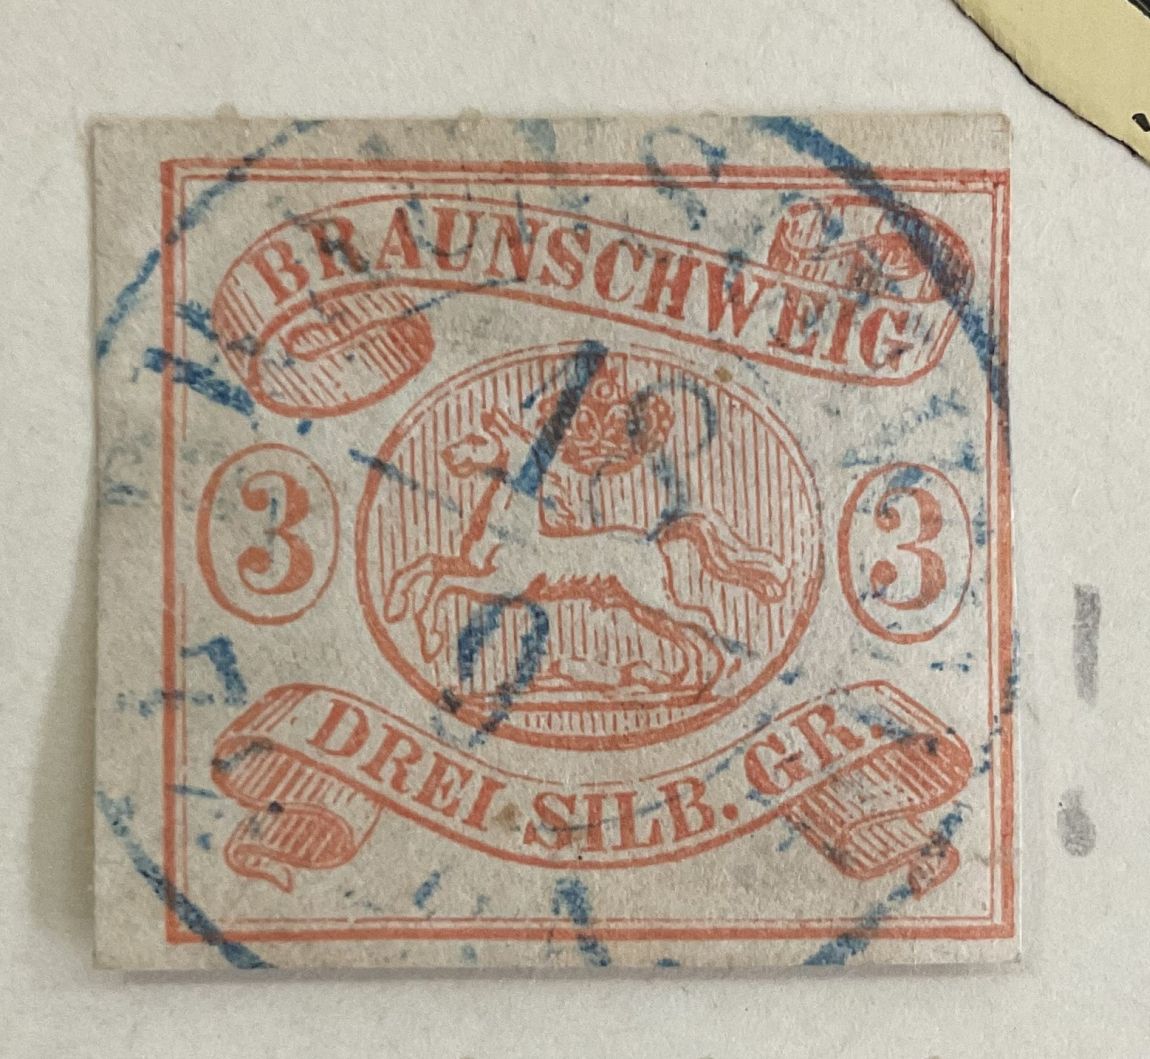 BRAUNSCHWEIG
3 3
DREI SILB. GR.